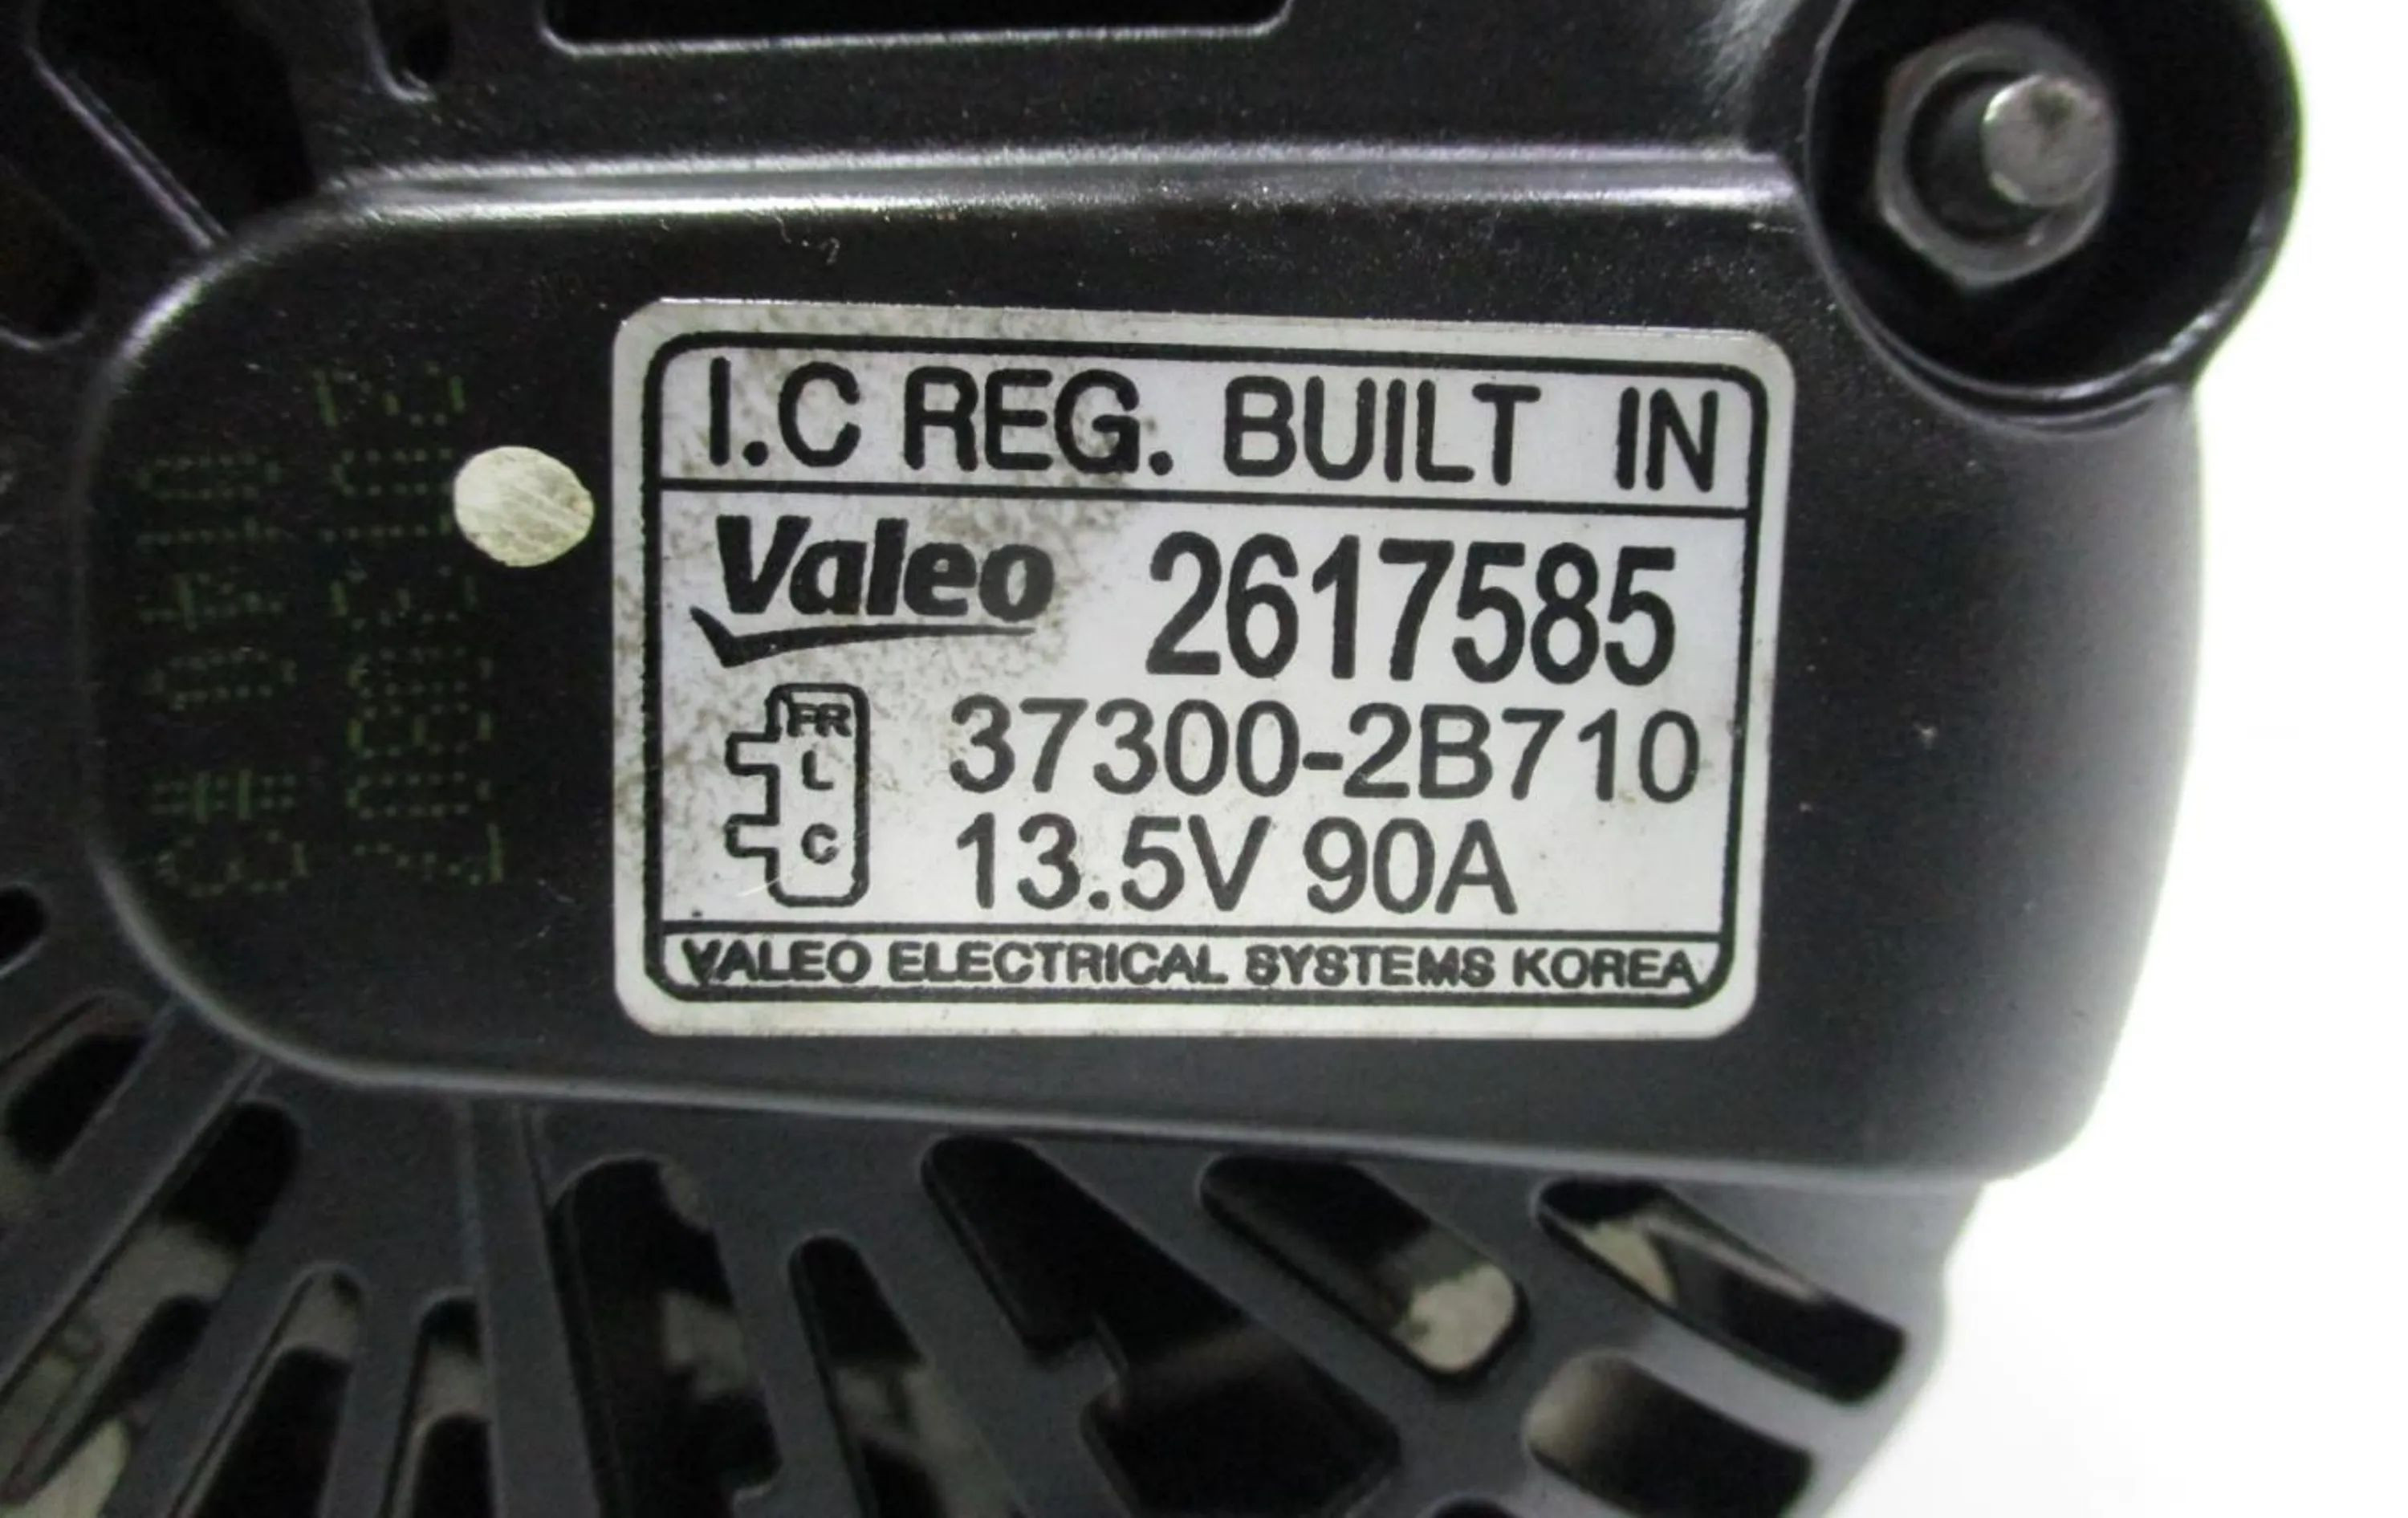 I.C REG. BUILT IN
Valeo 2617585
FR
L
C
37300-2B710
13.5V 90A
VALEO ELECTRICAL SYSTEMS KOREA